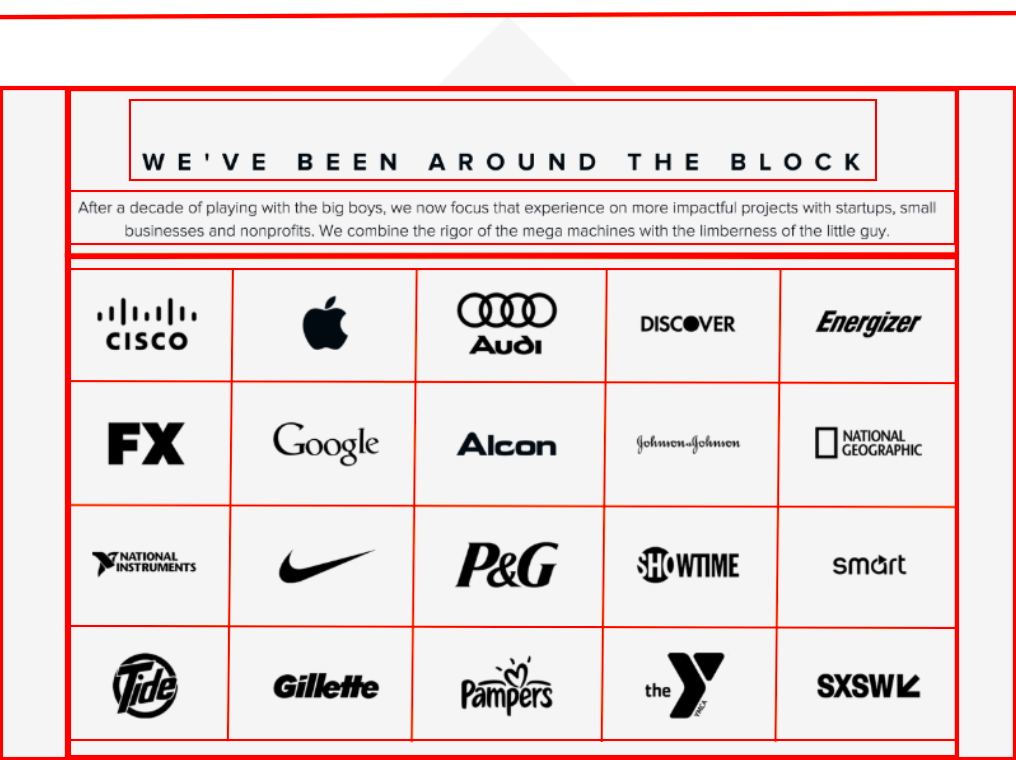 WE'VE BEEN AROUND THE BLOCK
After a decade of playing with the big boys, we now focus that experience on more impactful projects with startups, small
businesses and nonprofits. We combine the rigor of the mega machines with the limberness of the little guy.
CISCO
Audi
DISCOVER
Energizer
FX
Google
Alcon
Johnson & Johnson
NATIONAL
GEOGRAPHIC
NATIONAL
INSTRUMENTS
P&G
SHOWTIME
smart
Tide
Gillette
Pampers
the Y
YMCA
SXSW